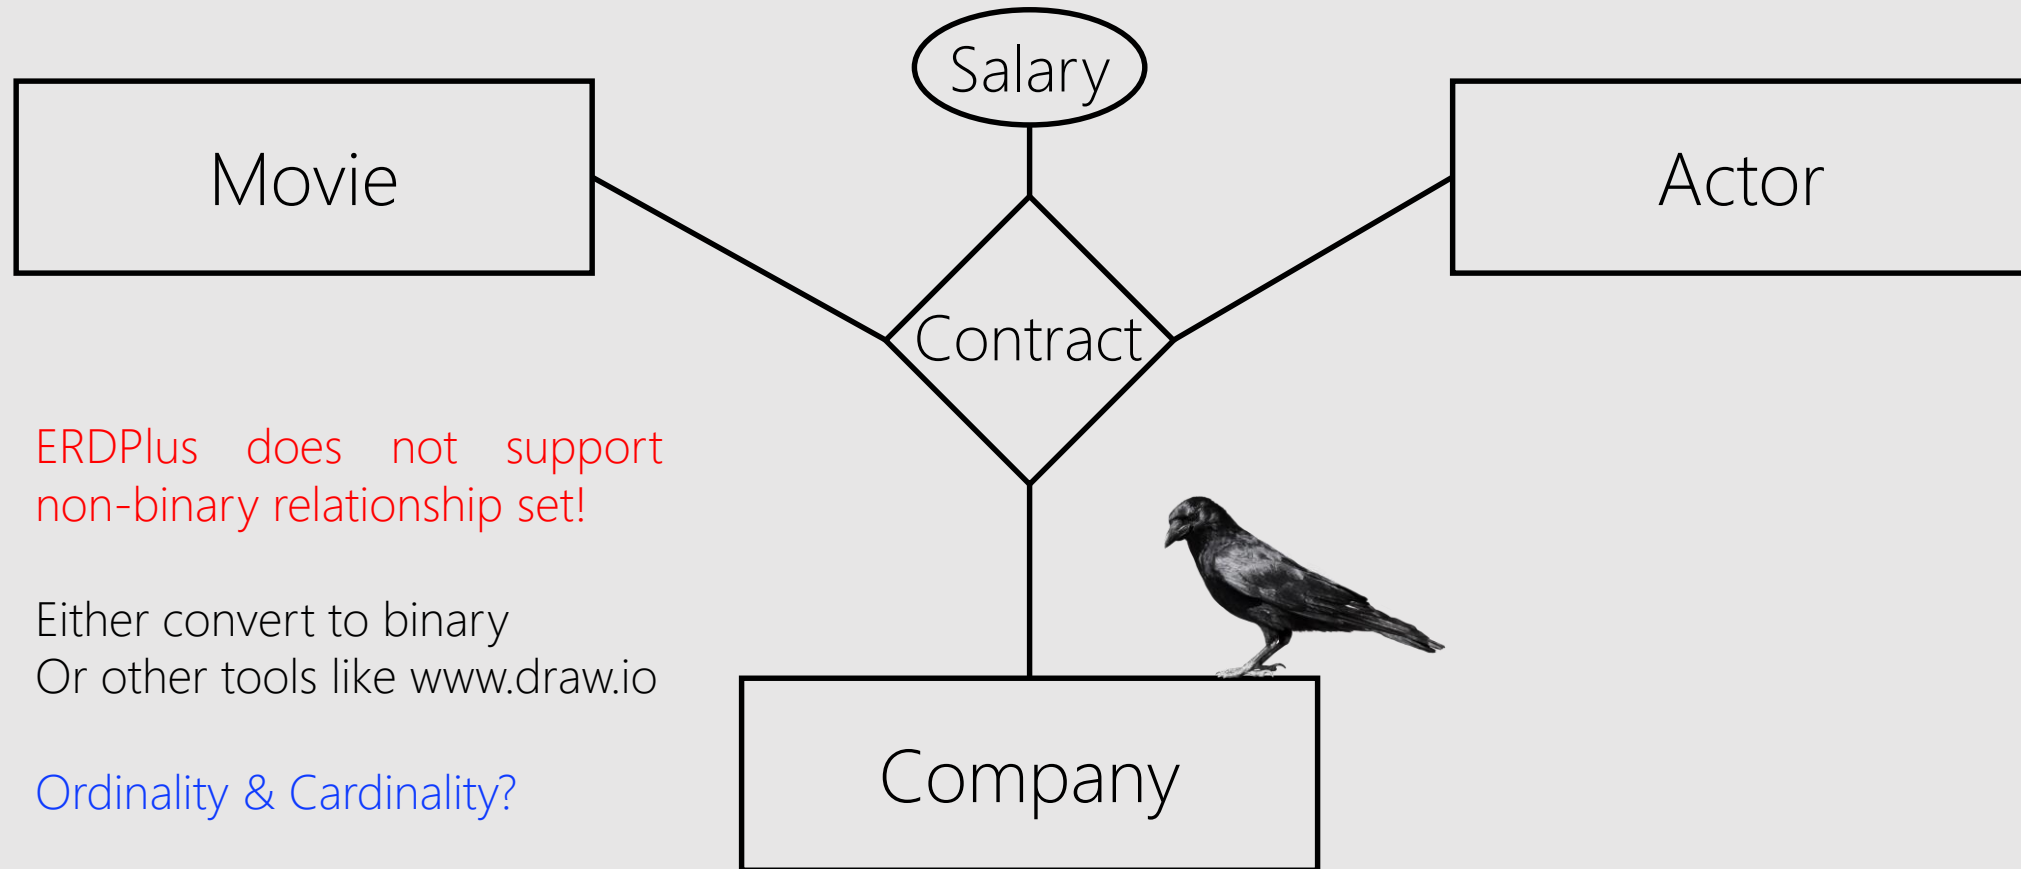 Salary
Movie
Actor
Contract
ERDPlus does not support
non-binary relationship set!
Either convert to binary
Or other tools like www.draw.io
Ordinality & Cardinality?
Company